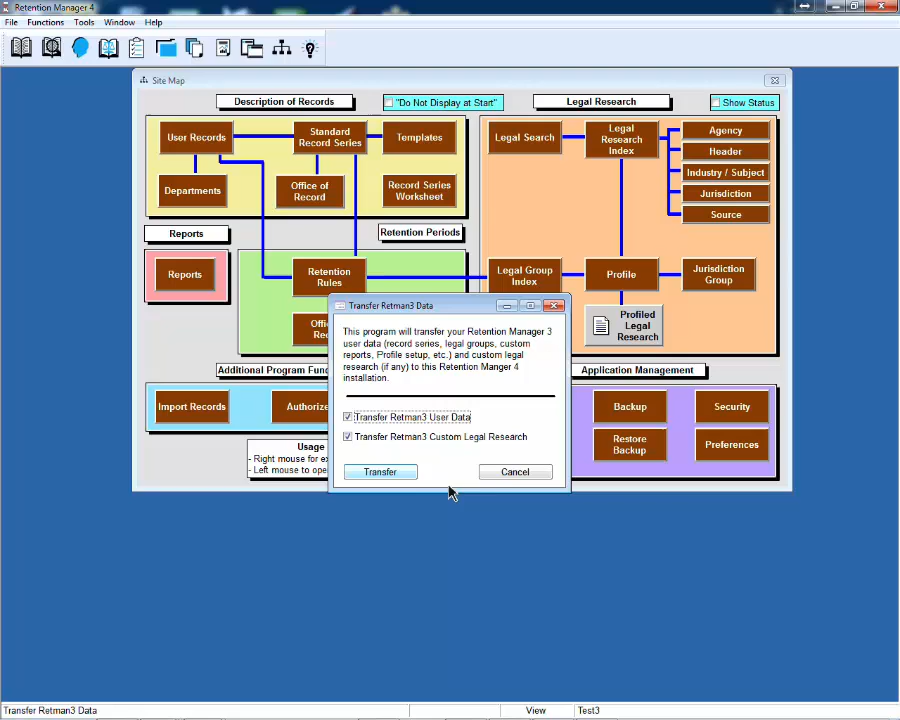 Retention Manager 4
File Functions Tools Window Help
Site Map
Description of Records
"Do Not Display at Start"
Legal Research
Show Status
User Records
Standard
Record Series
Templates
Departments
Office of
Record
Record Series
Worksheet
Legal Search
Legal
Research
Index
Agency
Header
Industry / Subject
Jurisdiction
Source
Reports
Retention Periods
Reports
Retention
Rules
Legal Group
Index
Profile
Jurisdiction
Group
Profiled
Legal
Research
Transfer Retman3 Data
This program will transfer your Retention Manager 3
user data (record series, legal groups, custom
reports, Profile setup, etc.) and custom legal
research (if any) to this Retention Manger 4
installation.
Transfer Retman3 User Data
Transfer Retman3 Custom Legal Research
Transfer Cancel
Additional Program Fun
Application Management
Import Records
Authorize
Backup
Security
Restore
Backup
Preferences
Usage
- Right mouse for ex
- Left mouse to ope
Transfer Retman3 Data View Test3